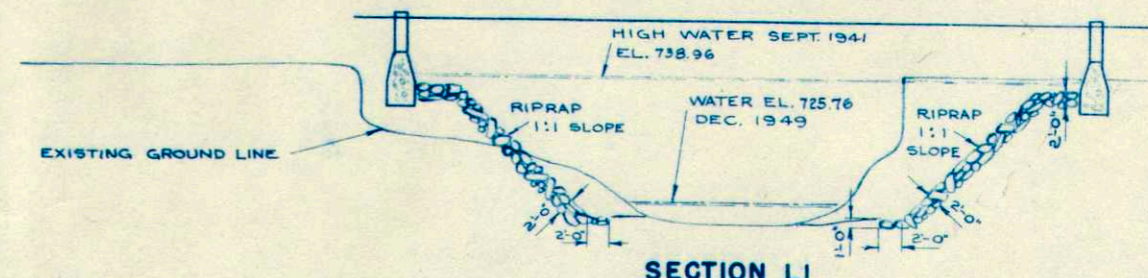 HIGH WATER SEPT. 1941
EL. 738.96
RIPRAP
1:1 SLOPE
WATER EL. 725.76
DEC. 1949
RIPRAP
1:1
SLOPE
2'-0"
EXISTING GROUND LINE
2'-0"
2'-0"
1'-0"
2'-0"
2'-0"
SECTION L1